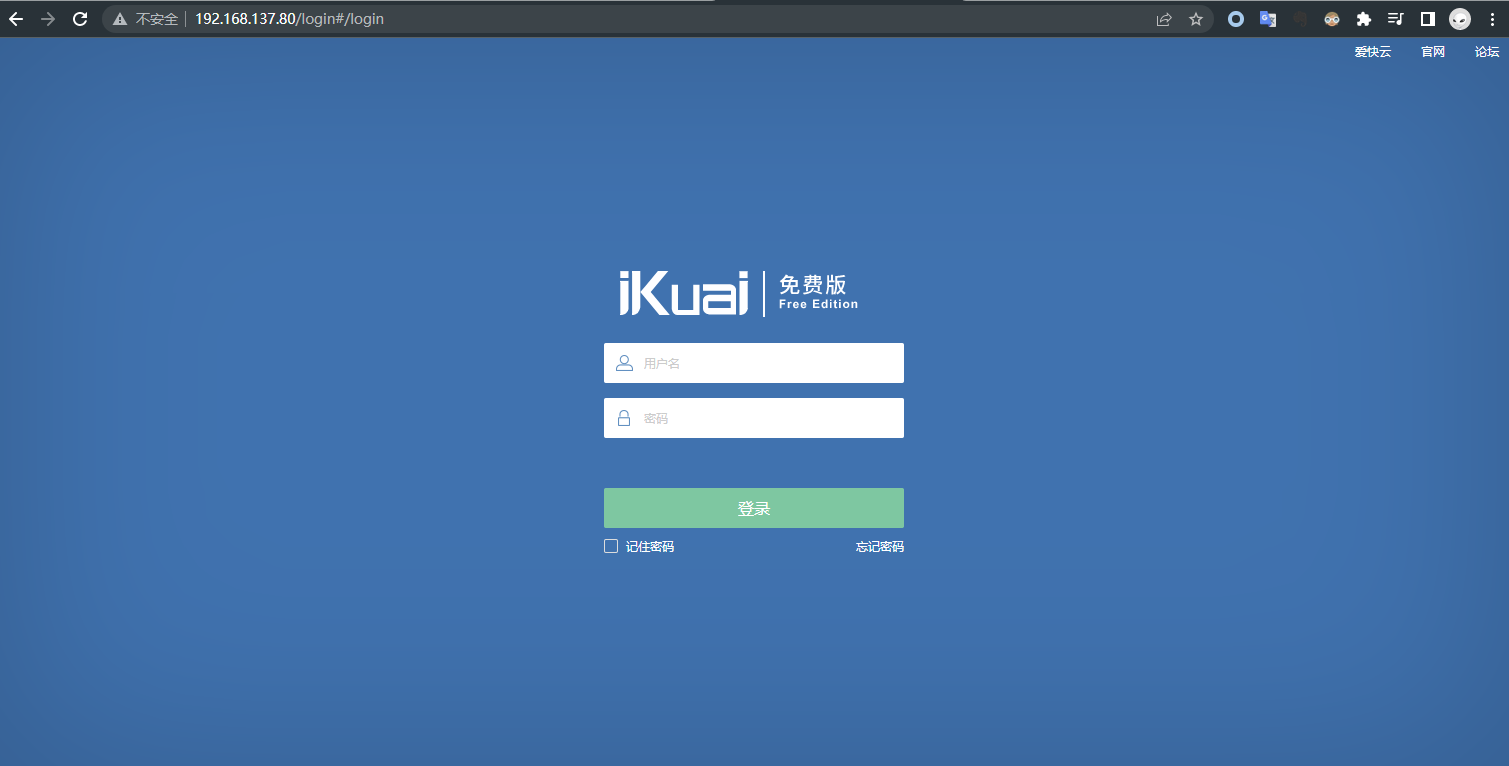 不安全 192.168.137.80/login#/login
爱快云 官网 论坛
iKuai 免费版
Free Edition
用户名
密码
登录
记住密码 忘记密码